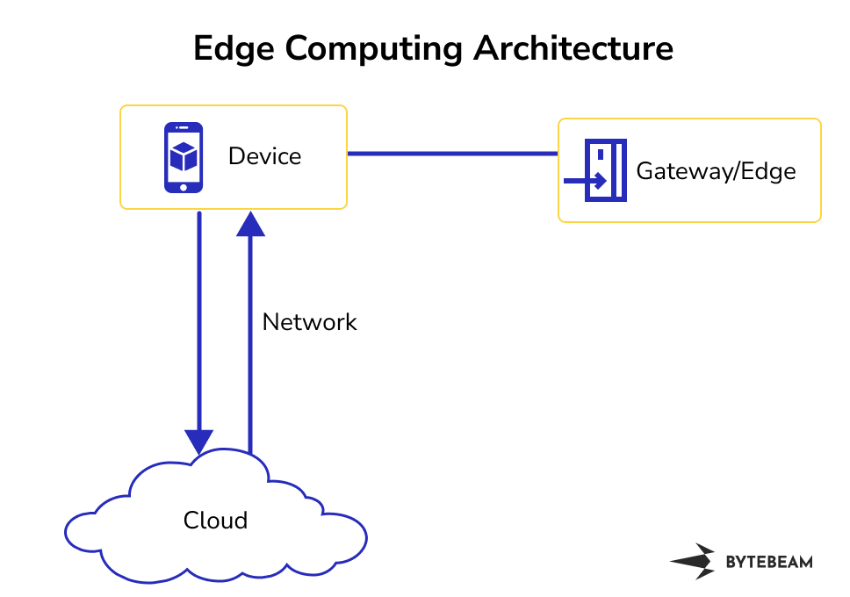 Edge Computing Architecture
Device
Gateway/Edge
Network
Cloud
BYTEBEAM